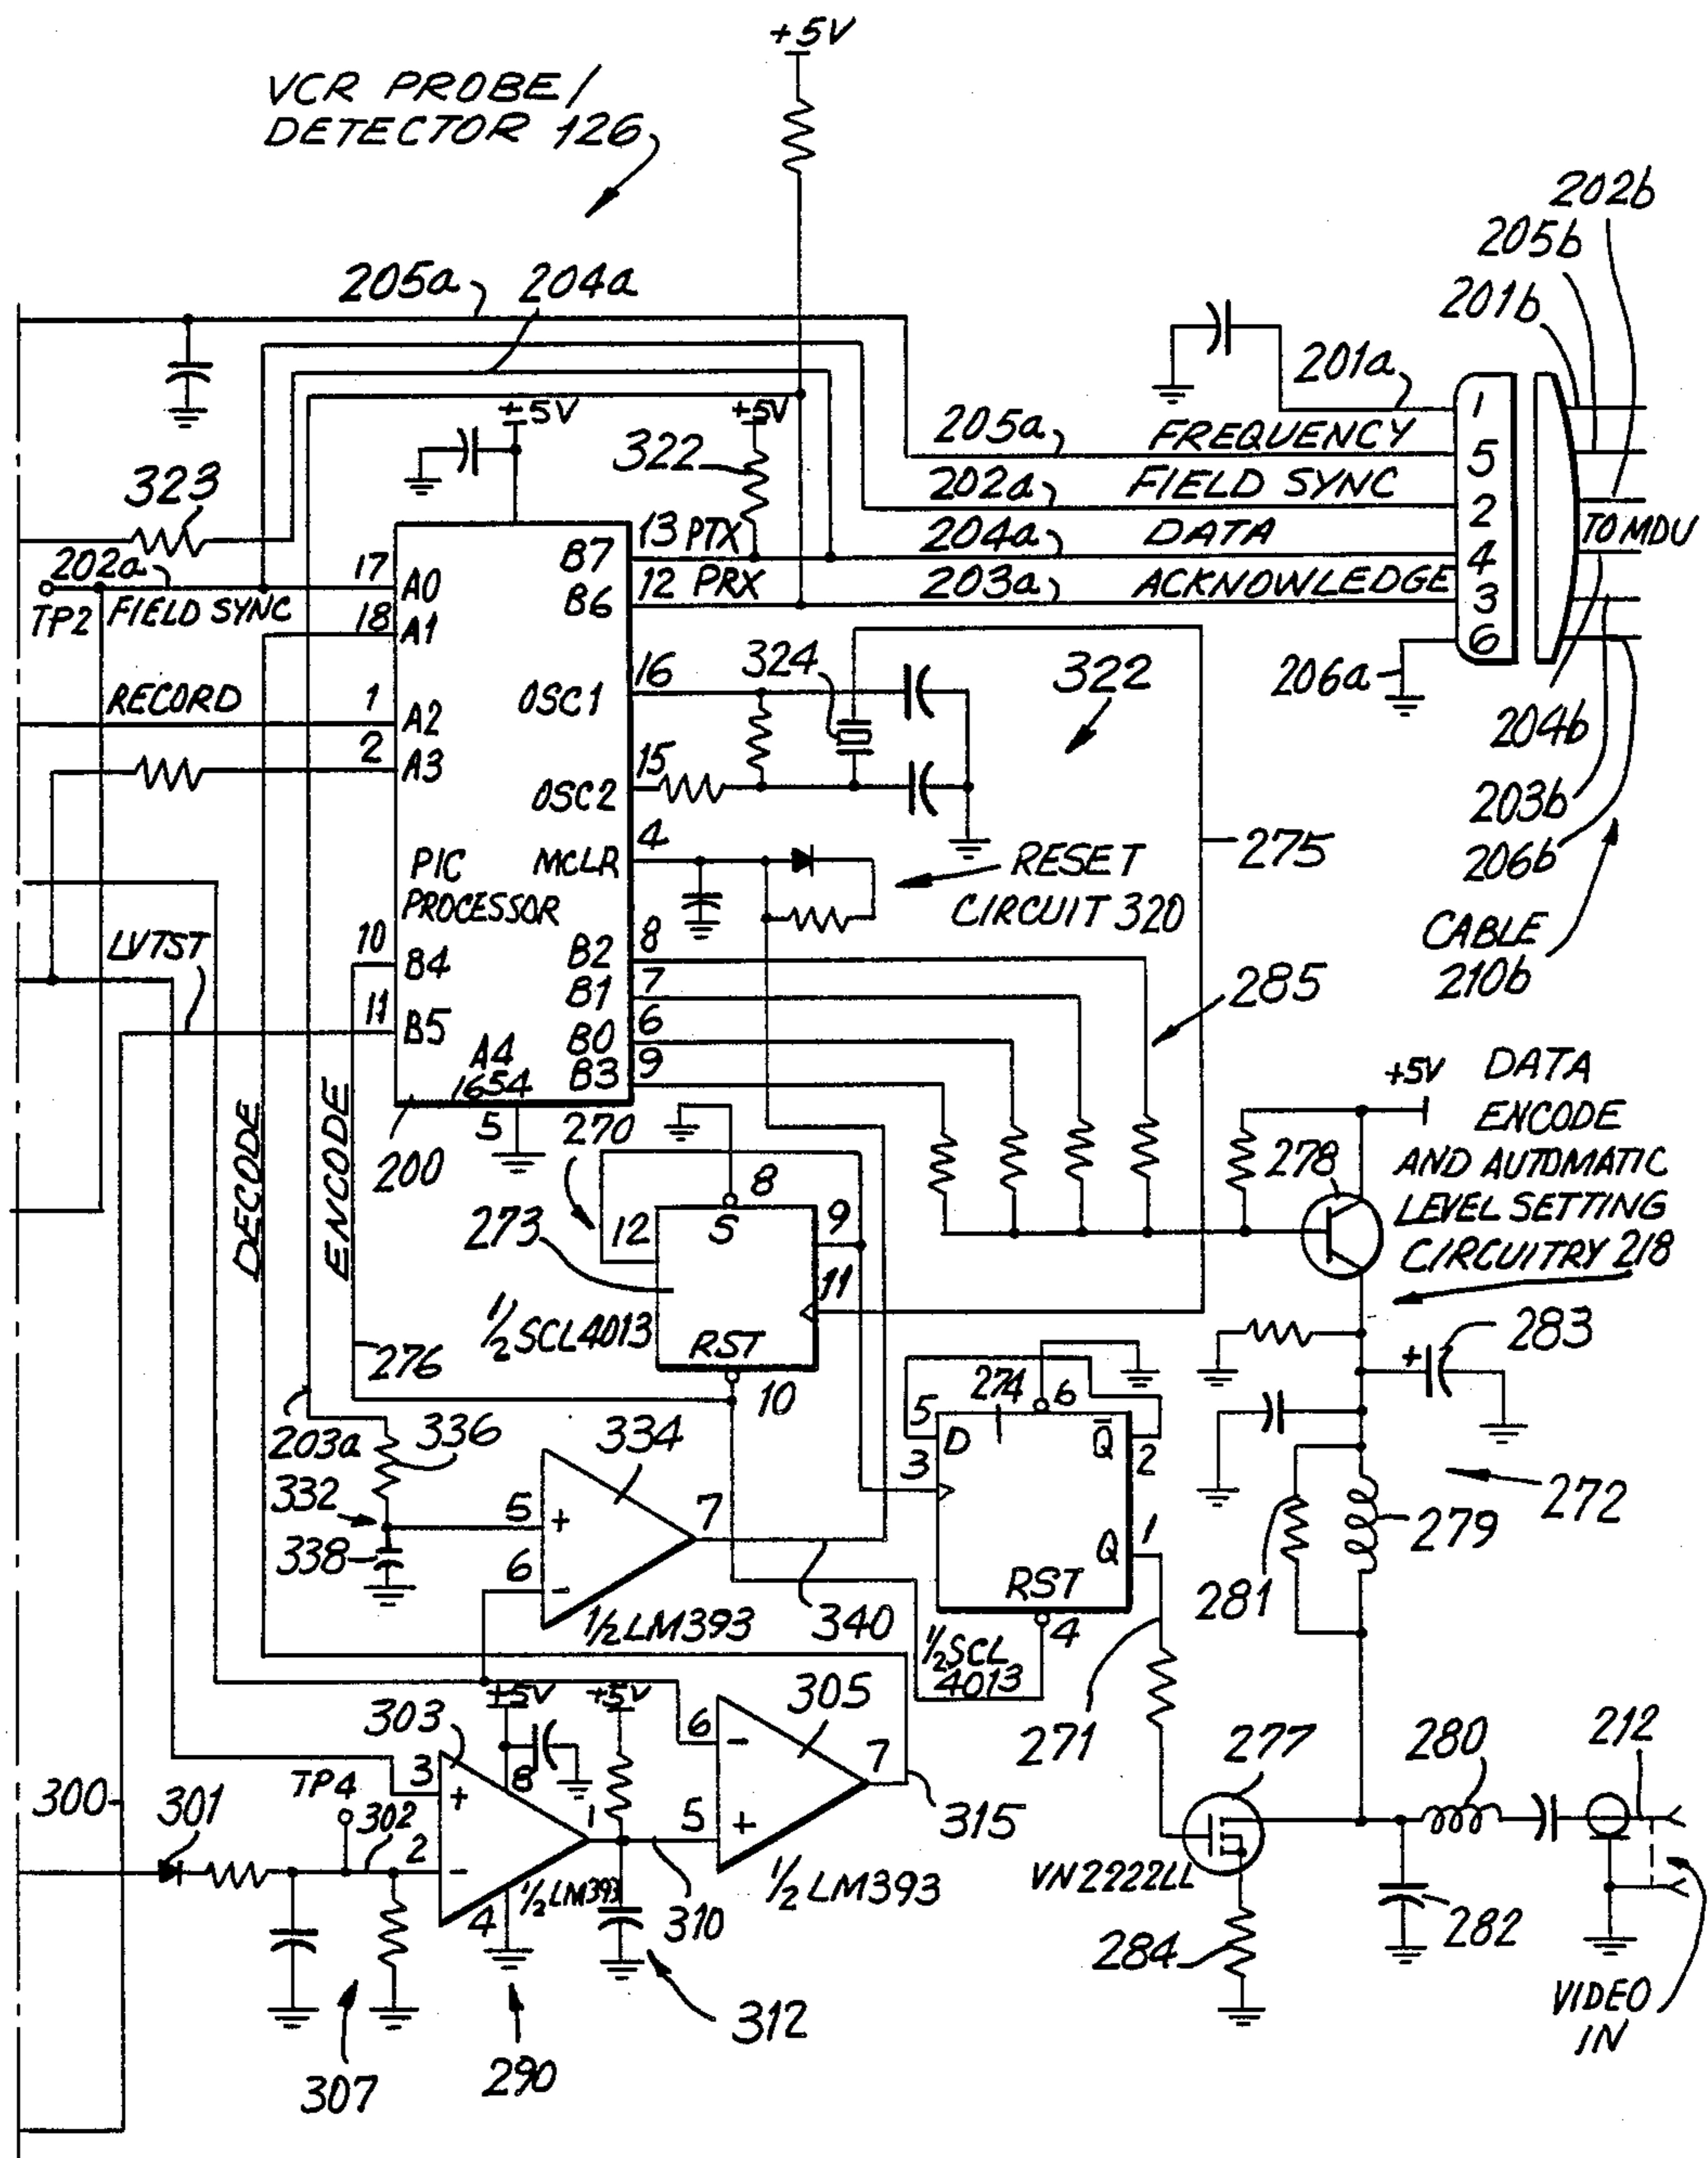 +5V
VCR PROBE/
DETECTOR 126
202b
205b
201b
205a
204a
201a
+5V
+5V
322
323
1
5
2
4
3
6
205a FREQUENCY
202a FIELD SYNC
204a DATA
203a ACKNOWLEDGE
TO MDU
13 PTX
12 PRX
B7
B6
202a
TP2 FIELD SYNC
17
A0
18
A1
RECORD
1
A2
2
A3
16
OSC1
15
OSC2
324
322
206a
204b
203b
206b
CABLE
210b
4
MCLR
PIC
PROCESSOR
RESET
CIRCUIT 320
275
LVTST
10
B4
11
B5
8
B2
7
B1
6
B0
9
B3
A4
1654
5
200
285
DECODE
ENCODE
270
+5V DATA
ENCODE
AND AUTOMATIC
LEVEL SETTING
CIRCUITRY 218
278
8
S
12
9
11
273
1/2 SCL4013
RST
10
276
283
203a
336
334
332
338
5
+
6
-
7
1/2 LM393
340
274
6
5
D
Q̄
2
3
Q
1
RST
4
1/2 SCL
4013
272
279
281
271
+5V
+5V
303
305
3
+
8
2
-
4
1
1/2 LM393
6
-
5
+
7
1/2 LM393
TP4
302
300
301
310
315
312
307
290
277
VN2222LL
284
280
212
282
VIDEO
IN